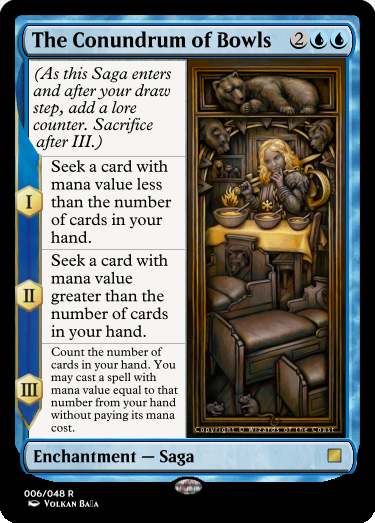 The Conundrum of Bowls 2
(As this Saga enters
and after your draw
step, add a lore
counter. Sacrifice
after III.)
I
Seek a card with
mana value less
than the number
of cards in your
hand.
II
Seek a card with
mana value
greater than the
number of cards
in your hand.
III
Count the number of
cards in your hand. You
may cast a spell with
mana value equal to that
number from your hand
without paying its mana
cost.
Copyright © Wizards of the Coast
Enchantment — Saga
006/048 R
Volkan